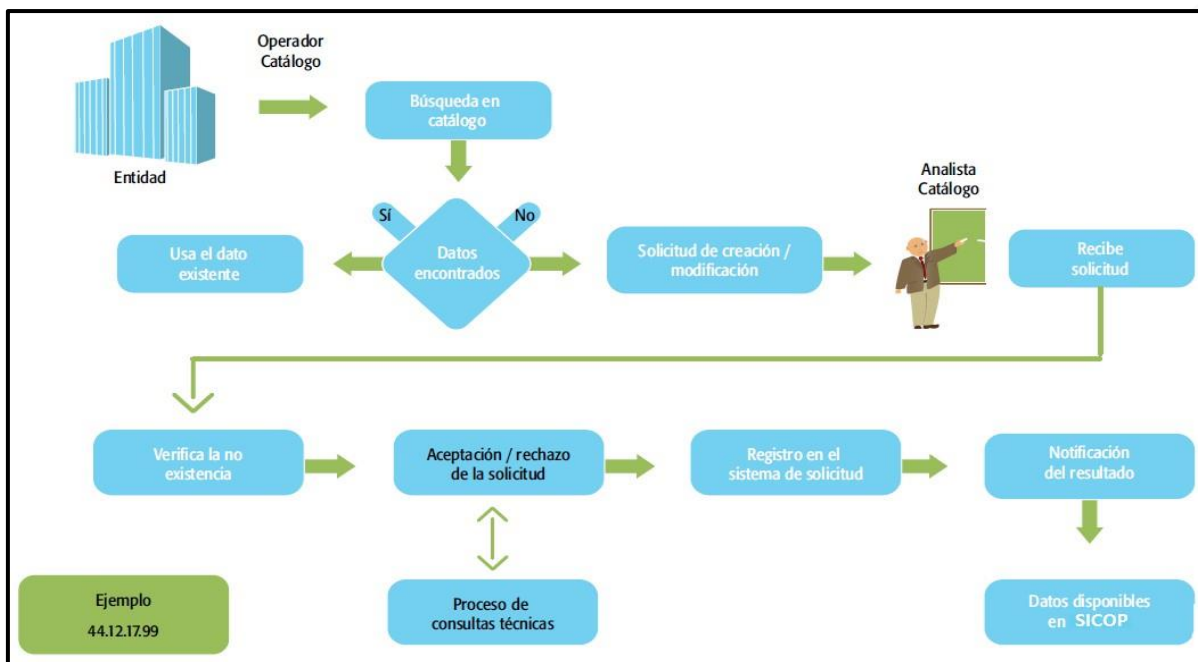 Operador
Catálogo
Entidad
Búsqueda en
catálogo
Sí
No
Datos
encontrados
Usa el dato
existente
Solicitud de creación /
modificación
Analista
Catálogo
Recibe
solicitud
Verifica la no
existencia
Aceptación / rechazo
de la solicitud
Registro en el
sistema de solicitud
Notificación
del resultado
Proceso de
consultas técnicas
Datos disponibles
en SICOP
Ejemplo
44.12.17.99